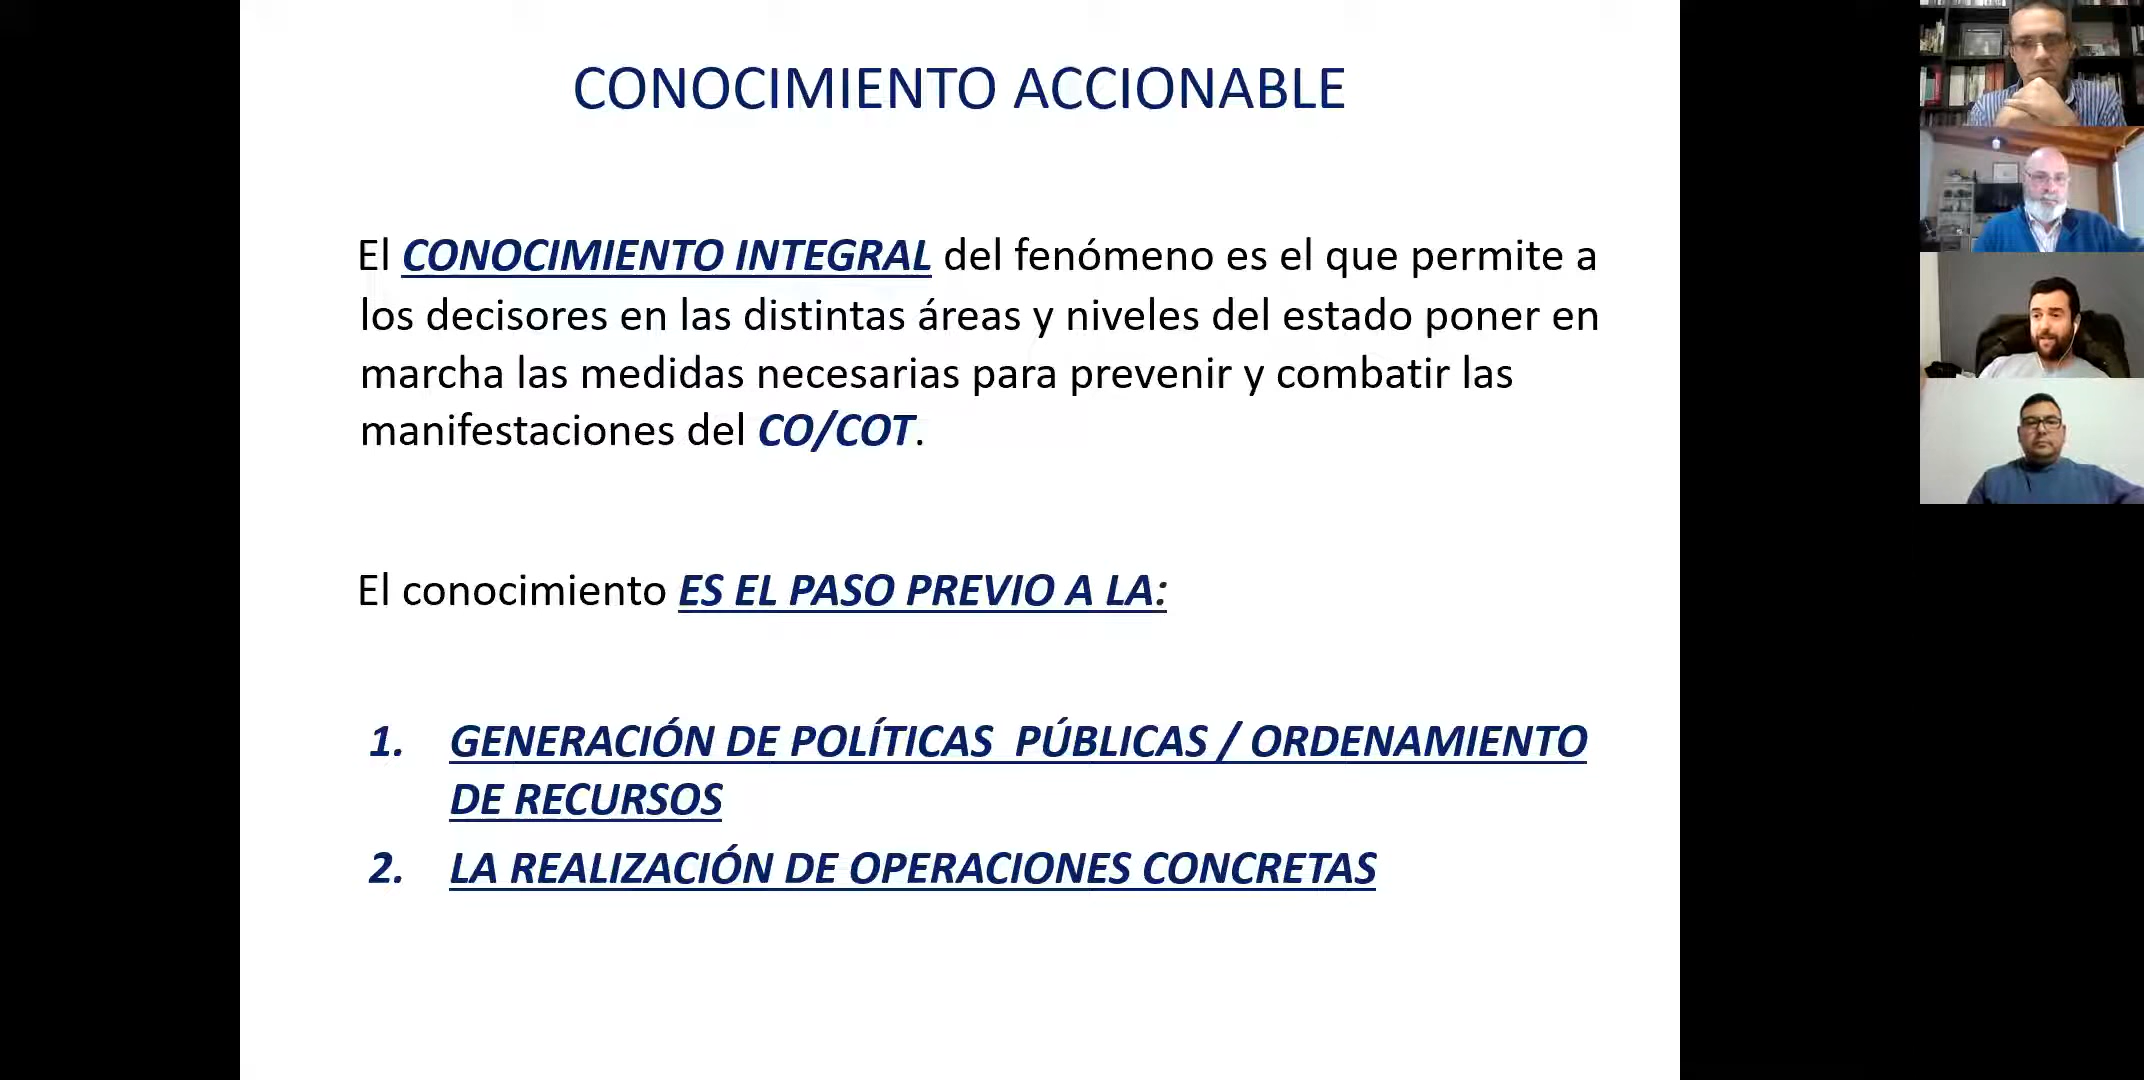 CONOCIMIENTO ACCIONABLE
El CONOCIMIENTO INTEGRAL del fenómeno es el que permite a
los decisores en las distintas áreas y niveles del estado poner en
marcha las medidas necesarias para prevenir y combatir las
manifestaciones del CO/COT.
El conocimiento ES EL PASO PREVIO A LA:
1. GENERACIÓN DE POLÍTICAS PÚBLICAS / ORDENAMIENTO
DE RECURSOS
2. LA REALIZACIÓN DE OPERACIONES CONCRETAS